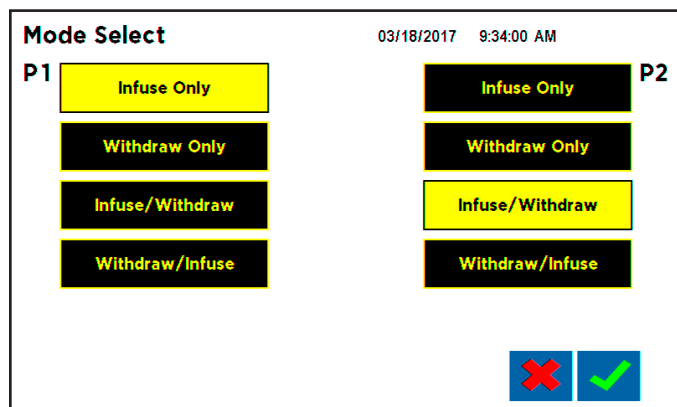 Mode Select 03/18/2017 9:34:00 AM
P1 P2
Infuse Only Infuse Only
Withdraw Only Withdraw Only
Infuse/Withdraw Infuse/Withdraw
Withdraw/Infuse Withdraw/Infuse